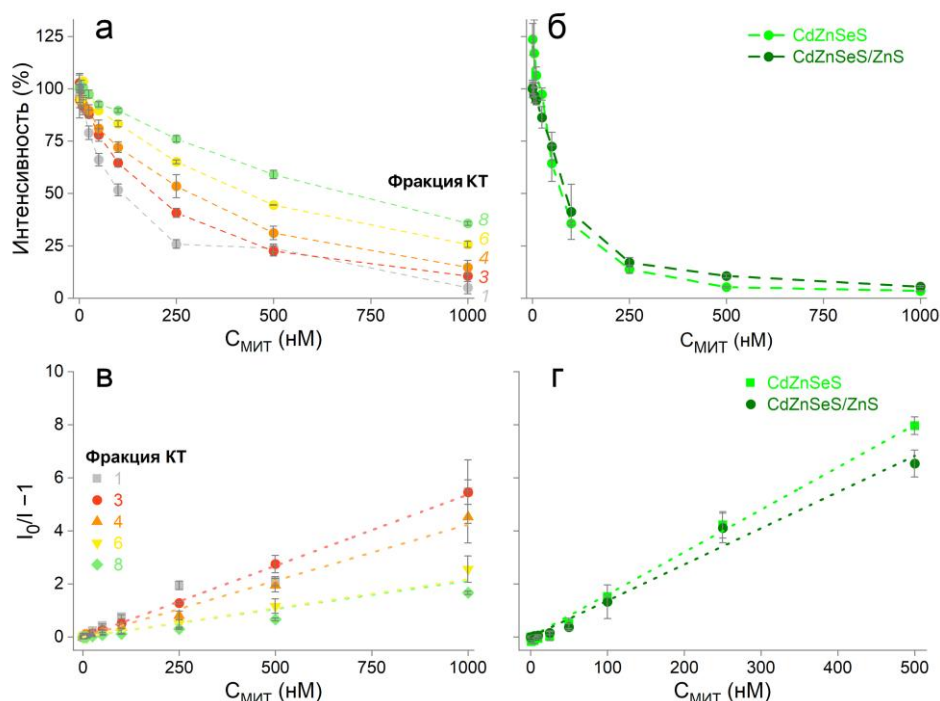 а
125
100
75
50
25
0
Интенсивность (%)
Фракция КТ
8
6
4
3
1
0 250 500 750 1000
CМИТ (нМ)
б
CdZnSeS
CdZnSeS/ZnS
0 250 500 750 1000
CМИТ (нМ)
в
10
8
6
4
2
0
I0/I −1
Фракция КТ
1
3
4
6
8
0 250 500 750 1000
CМИТ (нМ)
г
CdZnSeS
CdZnSeS/ZnS
0 100 200 300 400 500
CМИТ (нМ)